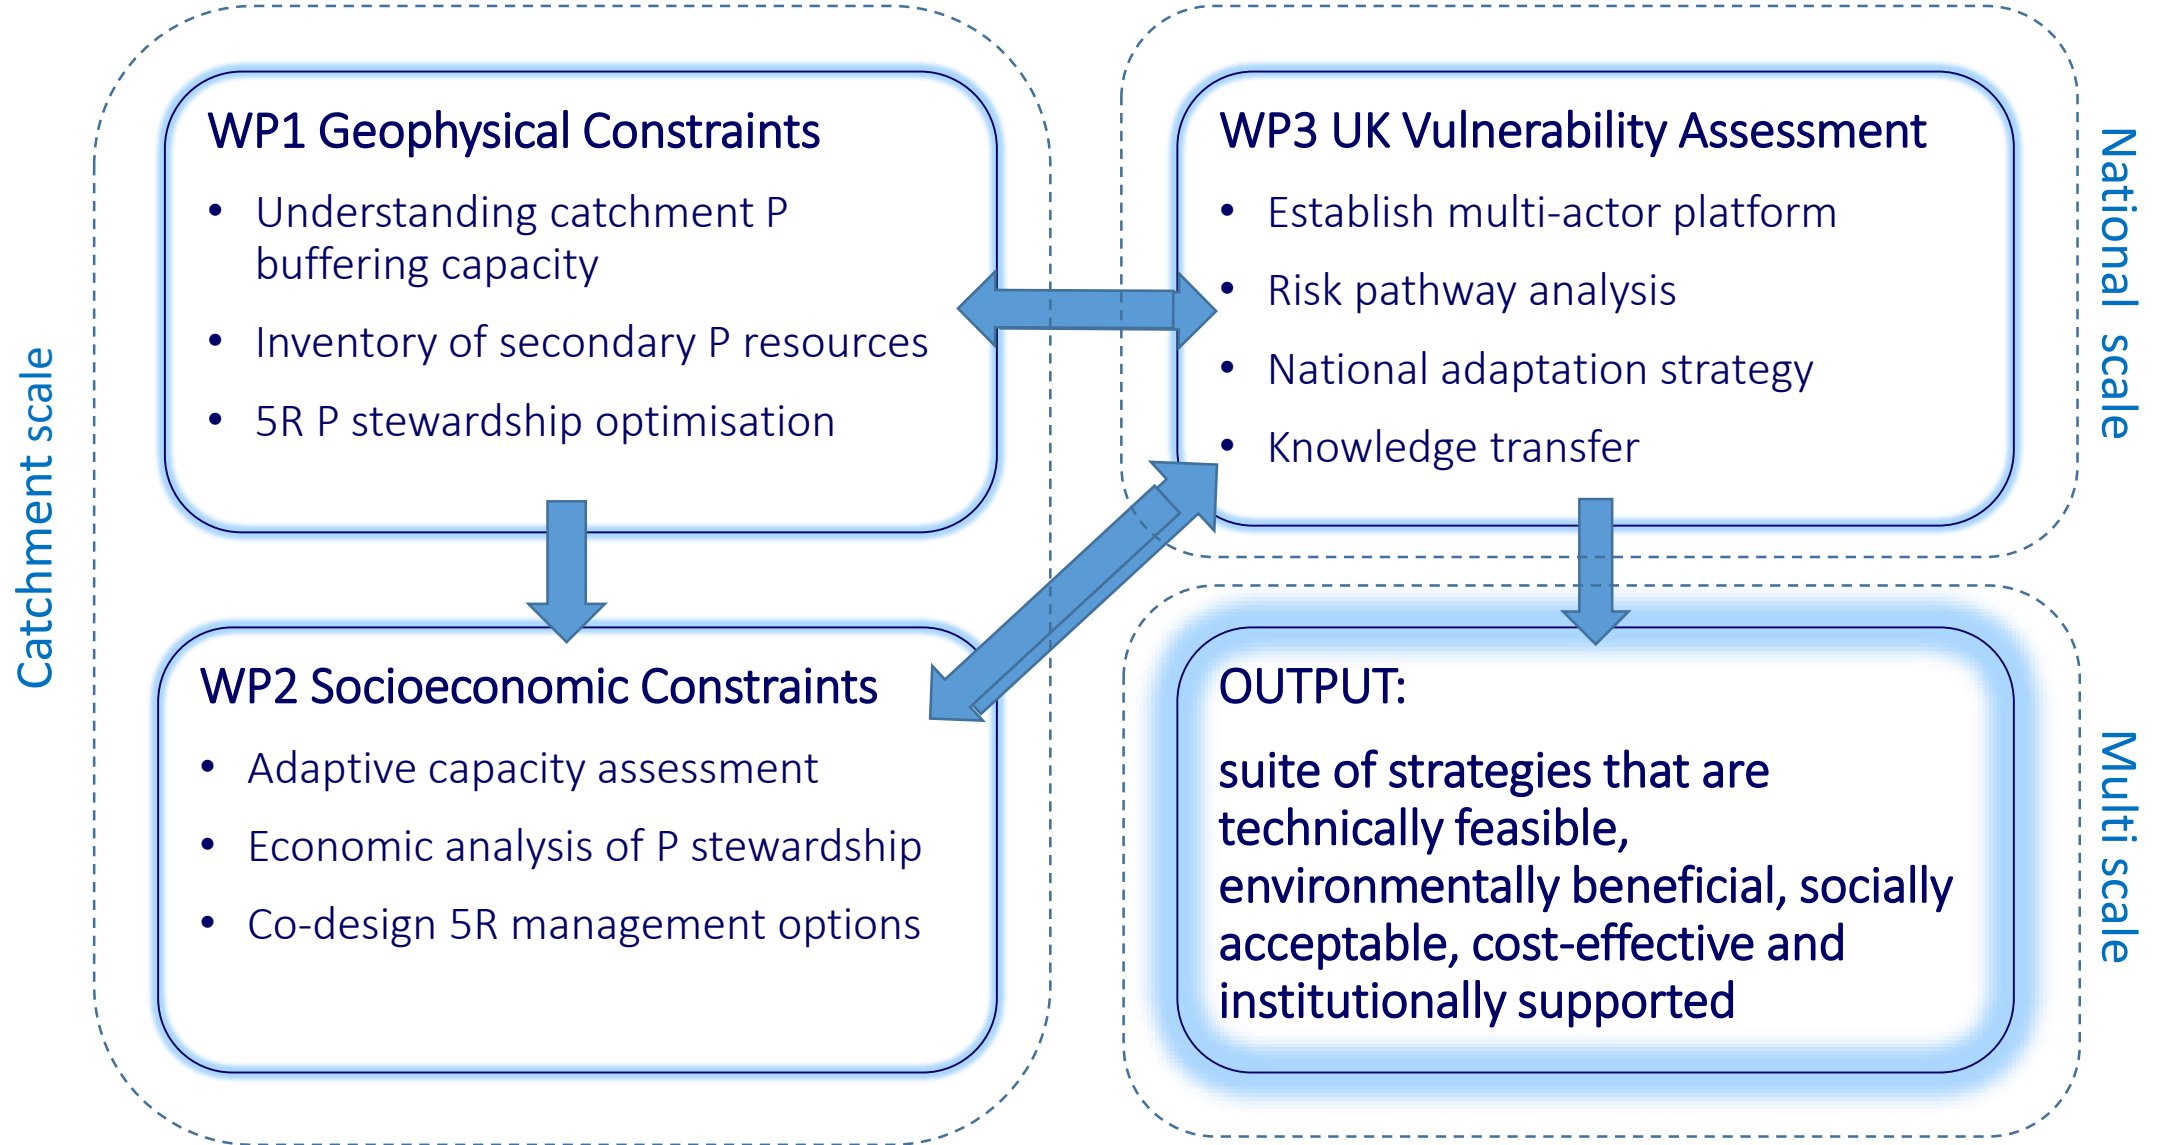 Catchment scale
WP1 Geophysical Constraints
• Understanding catchment P
buffering capacity
• Inventory of secondary P resources
• 5R P stewardship optimisation
WP2 Socioeconomic Constraints
• Adaptive capacity assessment
• Economic analysis of P stewardship
• Co-design 5R management options
WP3 UK Vulnerability Assessment
• Establish multi-actor platform
• Risk pathway analysis
• National adaptation strategy
• Knowledge transfer
National scale
OUTPUT:
suite of strategies that are
technically feasible,
environmentally beneficial, socially
acceptable, cost-effective and
institutionally supported
Multi scale